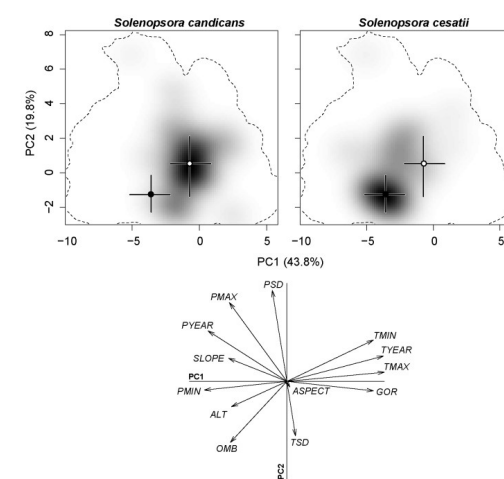 Solenopsora candicans
Solenopsora cesatii
8
6
4
2
0
−2
PC2 (19.8%)
−10 −5 0 5
−10 −5 0 5
PC1 (43.8%)
PSD
PMAX
PYEAR
TMIN
TYEAR
SLOPE
TMAX
PC1
PMIN
ASPECT
GOR
ALT
OMB
TSD
PC2